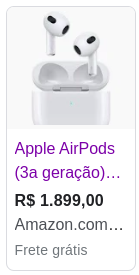 Apple AirPods
(3a geração)…
R$ 1.899,00
Amazon.com…
Frete grátis